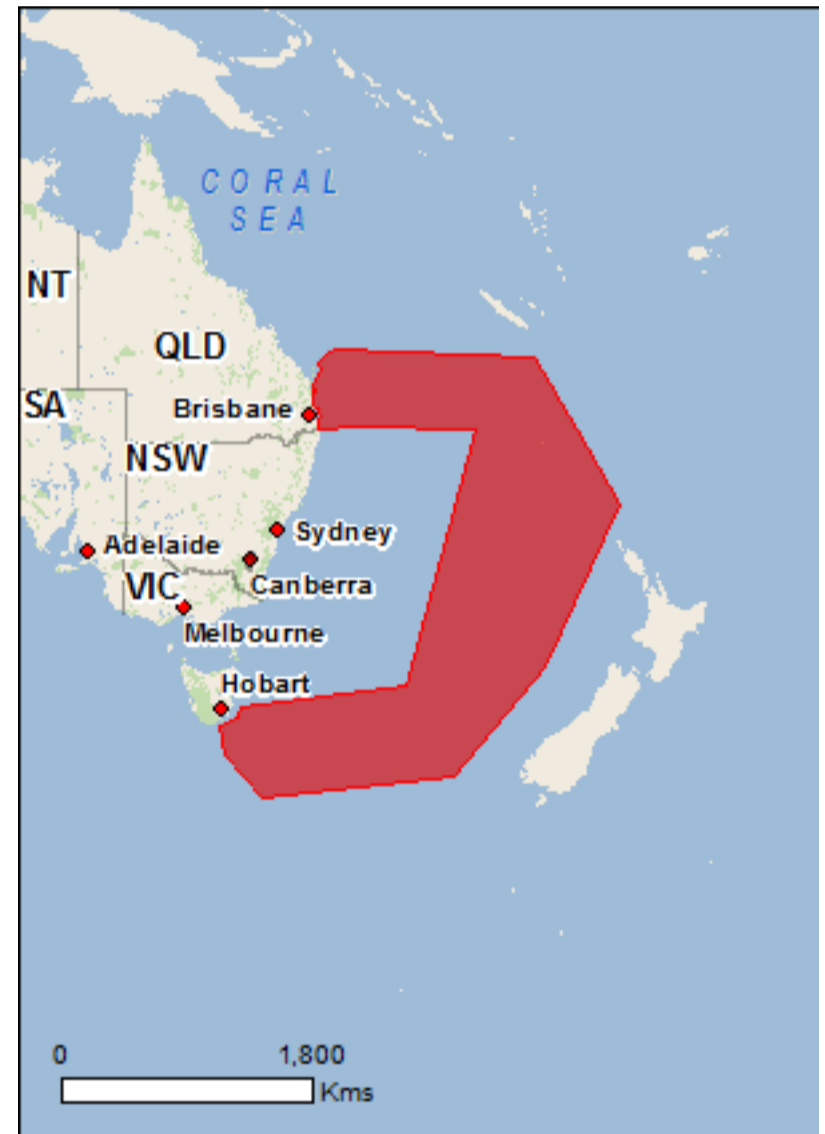 CORAL
SEA
NT
QLD
SA
Brisbane
NSW
Sydney
Adelaide
Canberra
VIC
Melbourne
Hobart
0 1,800
Kms